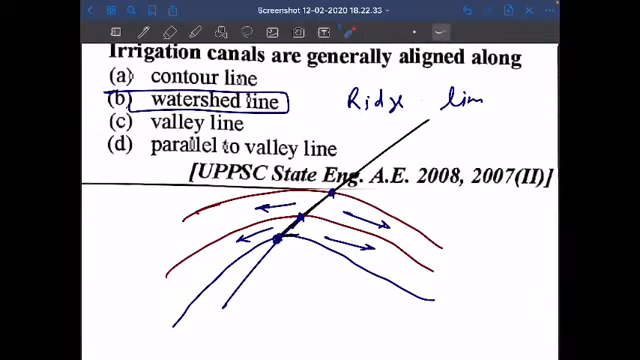 Screenshot 12-02-2020 18.22.33
Irrigation canals are generally aligned along
(a) contour line
(b) watershed line
Ridge line
(c) valley line
(d) parallel to valley line
[UPPSC State Eng. A.E. 2008, 2007(II)]